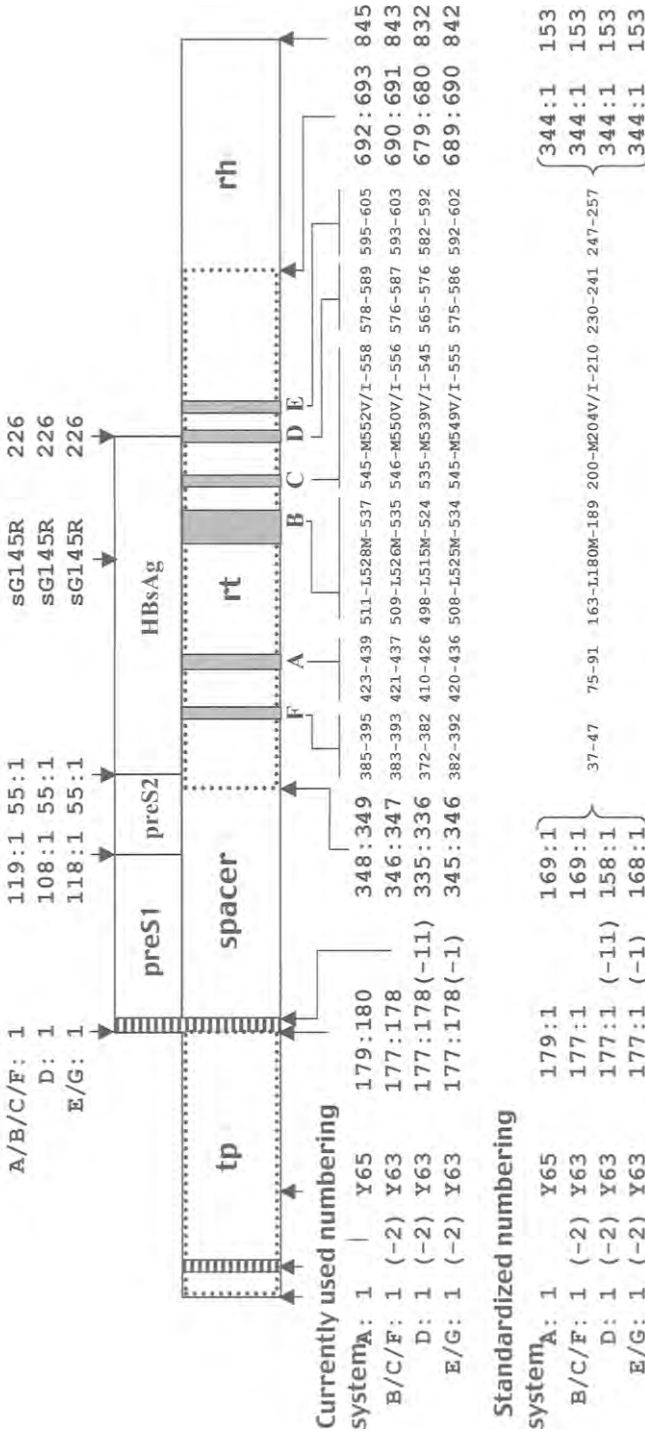 A/B/C/F: 1 119:1 55:1 sG145R 226
D: 1 108:1 55:1 sG145R 226
E/G: 1 118:1 55:1 sG145R 226
preS1 preS2 HBsAg
tp spacer rt rh
F A B C D E
Currently used numbering
system
A: 1 Y65 179:180 348:349 385-395 423-439 511-L528M-537 545-M552V/I-558 578-589 595-605 692:693 845
B/C/F: 1 (-2) Y63 177:178 346:347 383-393 421-437 509-L526M-535 546-M550V/I-556 576-587 593-603 690:691 843
D: 1 (-2) Y63 177:178(-11) 335:336 372-382 410-426 498-L515M-524 535-M539V/I-545 565-576 582-592 679:680 832
E/G: 1 (-2) Y63 177:178(-1) 345:346 382-392 420-436 508-L525M-534 545-M549V/I-555 575-586 592-602 689:690 842
Standardized numbering
system
A: 1 Y65 179:1 169:1 344:1 153
B/C/F: 1 (-2) Y63 177:1 169:1 37-47 75-91 163-L180M-189 200-M204V/I-210 230-241 247-257 344:1 153
D: 1 (-2) Y63 177:1 (-11) 158:1 344:1 153
E/G: 1 (-2) Y63 177:1 (-1) 168:1 344:1 153